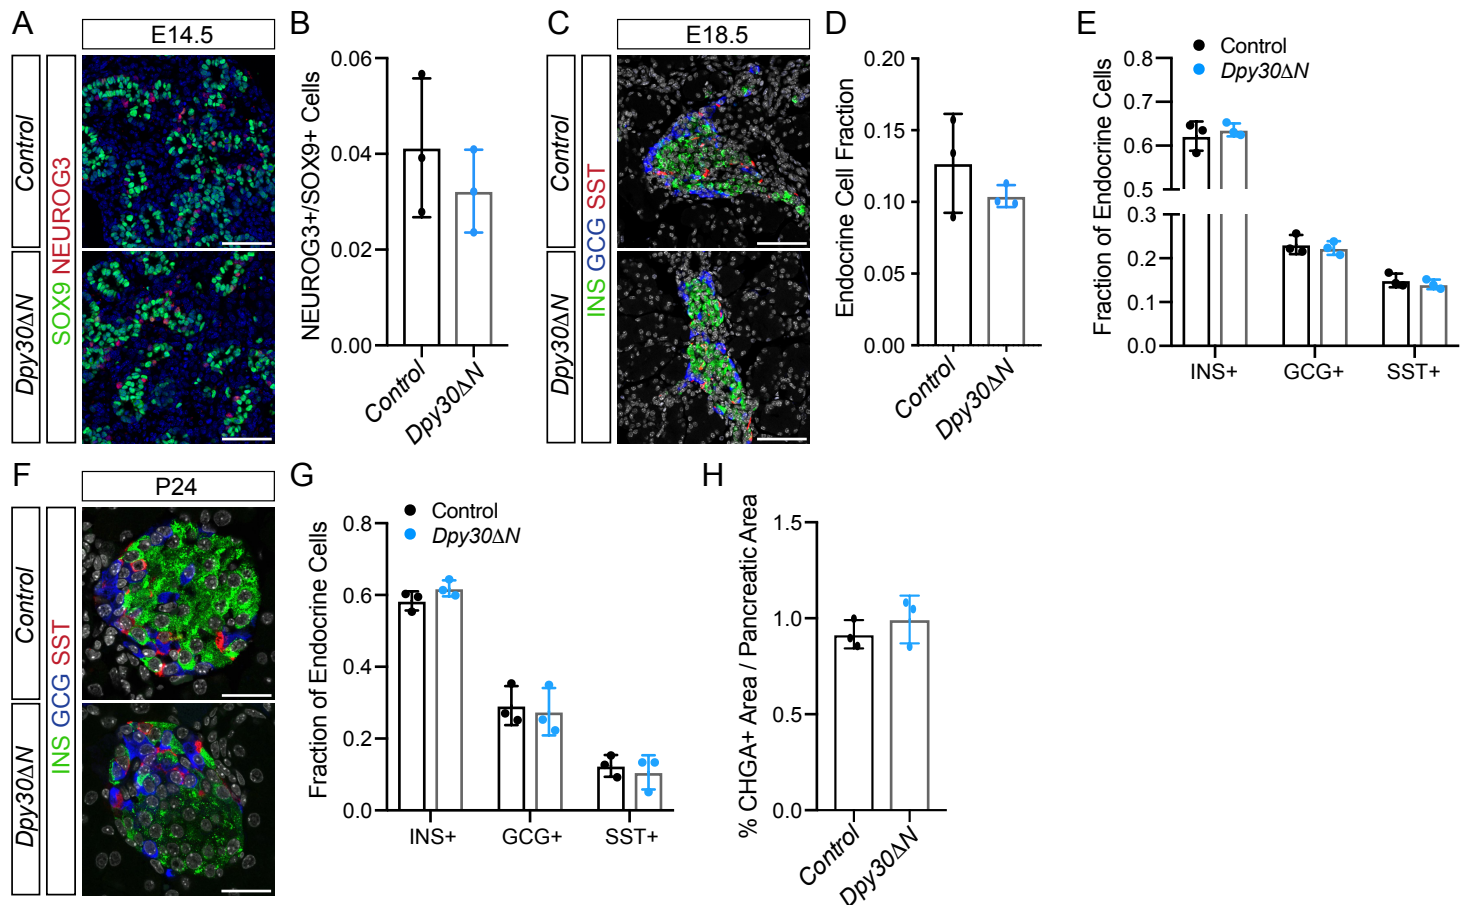 A
E14.5
Control
Dpy30ΔN
SOX9 NEUROG3
B
NEUROG3+/SOX9+ Cells
0.06
0.04
0.02
0.00
Control
Dpy30ΔN
C
E18.5
Control
Dpy30ΔN
INS GCG SST
D
Endocrine Cell Fraction
0.20
0.15
0.10
0.05
0.00
Control
Dpy30ΔN
E
Control
Dpy30ΔN
Fraction of Endocrine Cells
0.8
0.7
0.6
0.5
0.3
0.2
0.1
0.0
INS+
GCG+
SST+
F
P24
Control
Dpy30ΔN
INS GCG SST
G
Control
Dpy30ΔN
Fraction of Endocrine Cells
0.8
0.6
0.4
0.2
0.0
INS+
GCG+
SST+
H
% CHGA+ Area / Pancreatic Area
1.5
1.0
0.5
0.0
Control
Dpy30ΔN